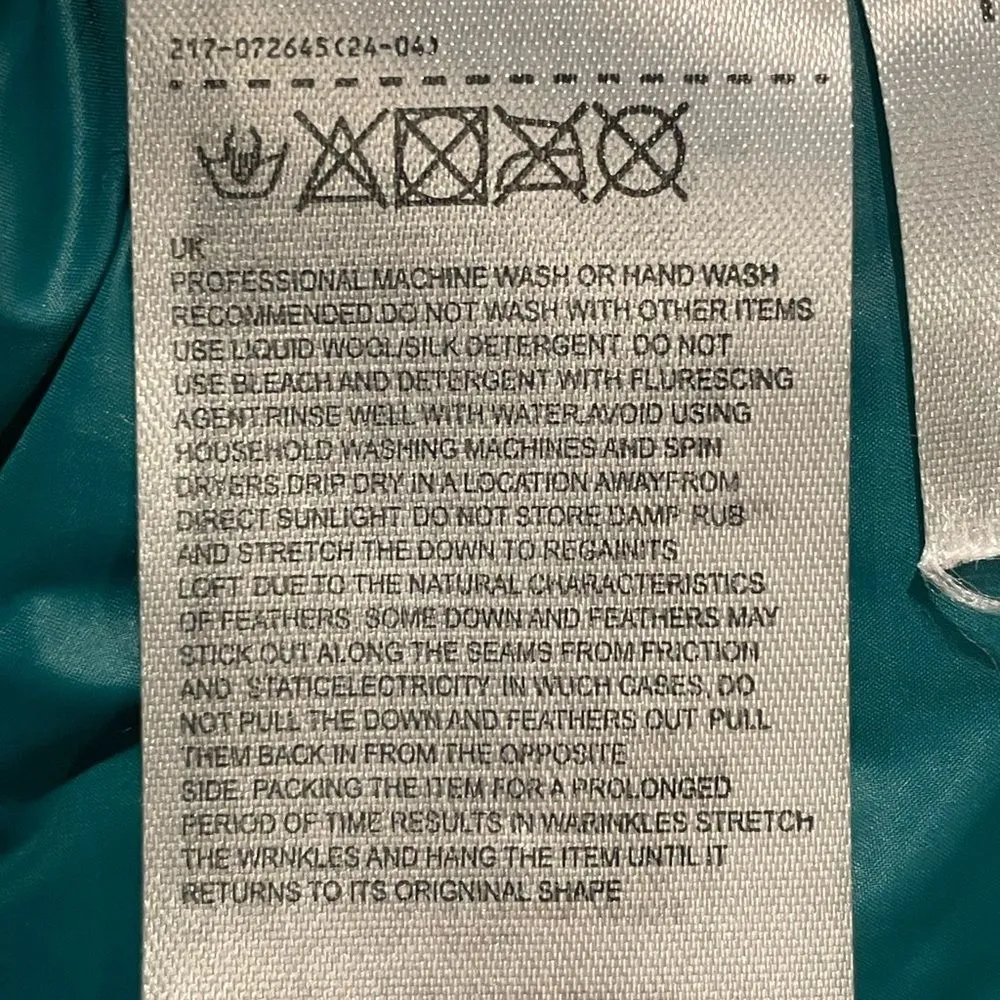 217-072645(24-04)
UK
PROFESSIONAL MACHINE WASH OR HAND WASH
RECOMMENDED.DO NOT WASH WITH OTHER ITEMS
USE LIQUID WOOL/SILK DETERGENT DO NOT
USE BLEACH AND DETERGENT WITH FLURESCING
AGENT.RINSE WELL WITH WATER.AVOID USING
HOUSEHOLD WASHING MACHINES AND SPIN
DRYERS.DRIP DRY IN A LOCATION AWAYFROM
DIRECT SUNLIGHT. DO NOT STORE DAMP RUB
AND STRETCH THE DOWN TO REGAINITS
LOFT DUE TO THE NATURAL CHARACTERISTICS
OF FEATHERS SOME DOWN AND FEATHERS MAY
STICK OUT ALONG THE SEAMS FROM FRICTION
AND STATICELECTRICITY IN WUCH CASES, DO
NOT PULL THE DOWN AND FEATHERS OUT PULL
THEM BACK IN FROM THE OPPOSITE
SIDE. PACKING THE ITEM FOR A PROLONGED
PERIOD OF TIME RESULTS IN WARINKLES STRETCH
THE WRNKLES AND HANG THE ITEM UNTIL IT
RETURNS TO ITS ORIGNINAL SHAPE